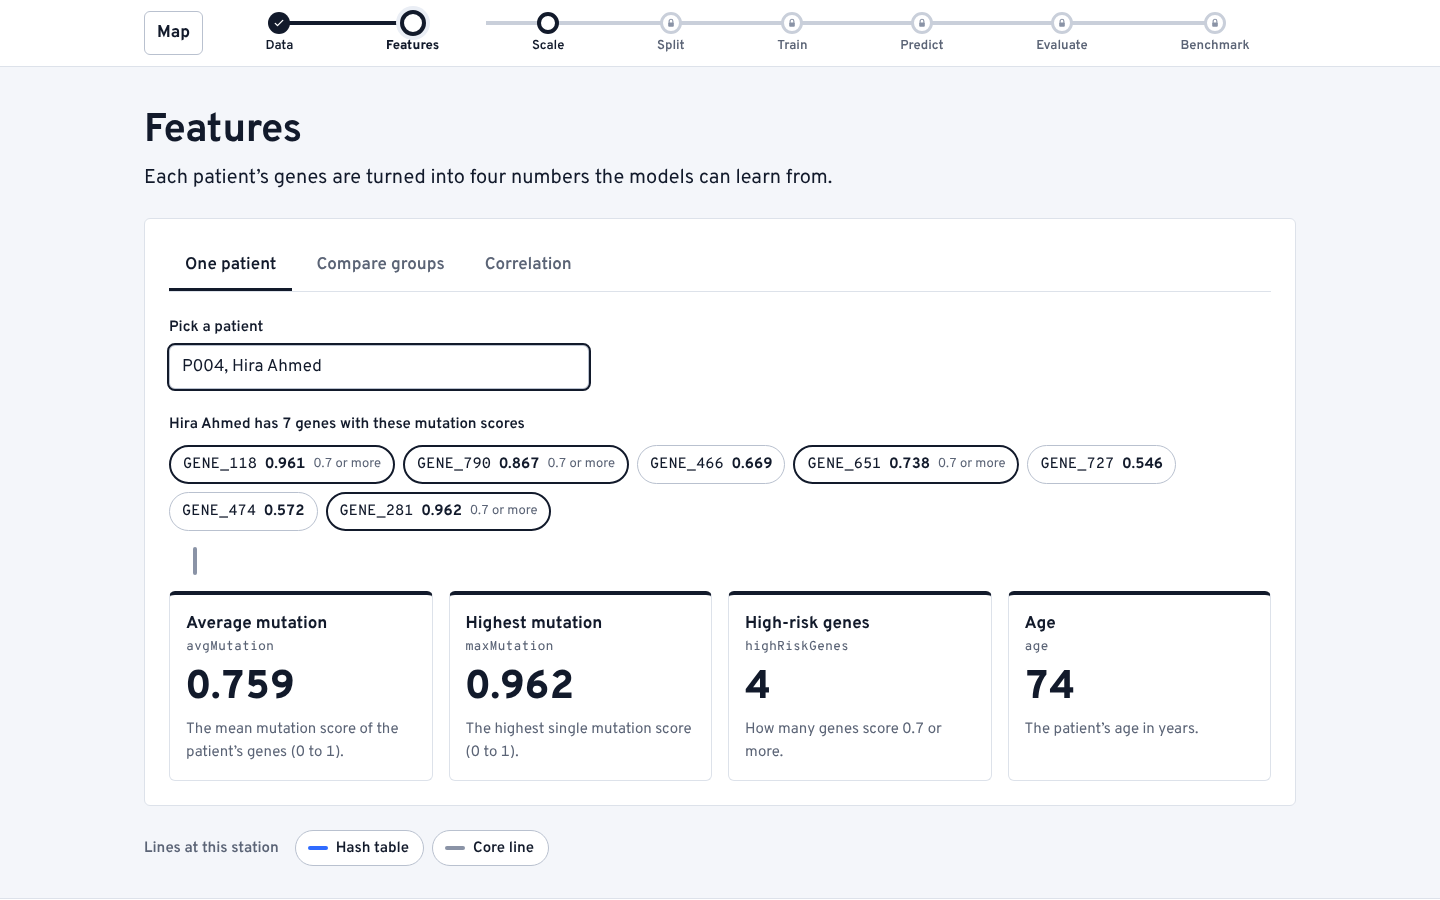 Map
Data
Features
Scale
Split
Train
Predict
Evaluate
Benchmark
Features
Each patient’s genes are turned into four numbers the models can learn from.
One patient
Compare groups
Correlation
Pick a patient
P004, Hira Ahmed
Hira Ahmed has 7 genes with these mutation scores
GENE_118 0.961 0.7 or more
GENE_790 0.867 0.7 or more
GENE_466 0.669
GENE_651 0.738 0.7 or more
GENE_727 0.546
GENE_474 0.572
GENE_281 0.962 0.7 or more
Average mutation
avgMutation
0.759
The mean mutation score of the
patient’s genes (0 to 1).
Highest mutation
maxMutation
0.962
The highest single mutation score
(0 to 1).
High-risk genes
highRiskGenes
4
How many genes score 0.7 or
more.
Age
age
74
The patient’s age in years.
Lines at this station
Hash table
Core line